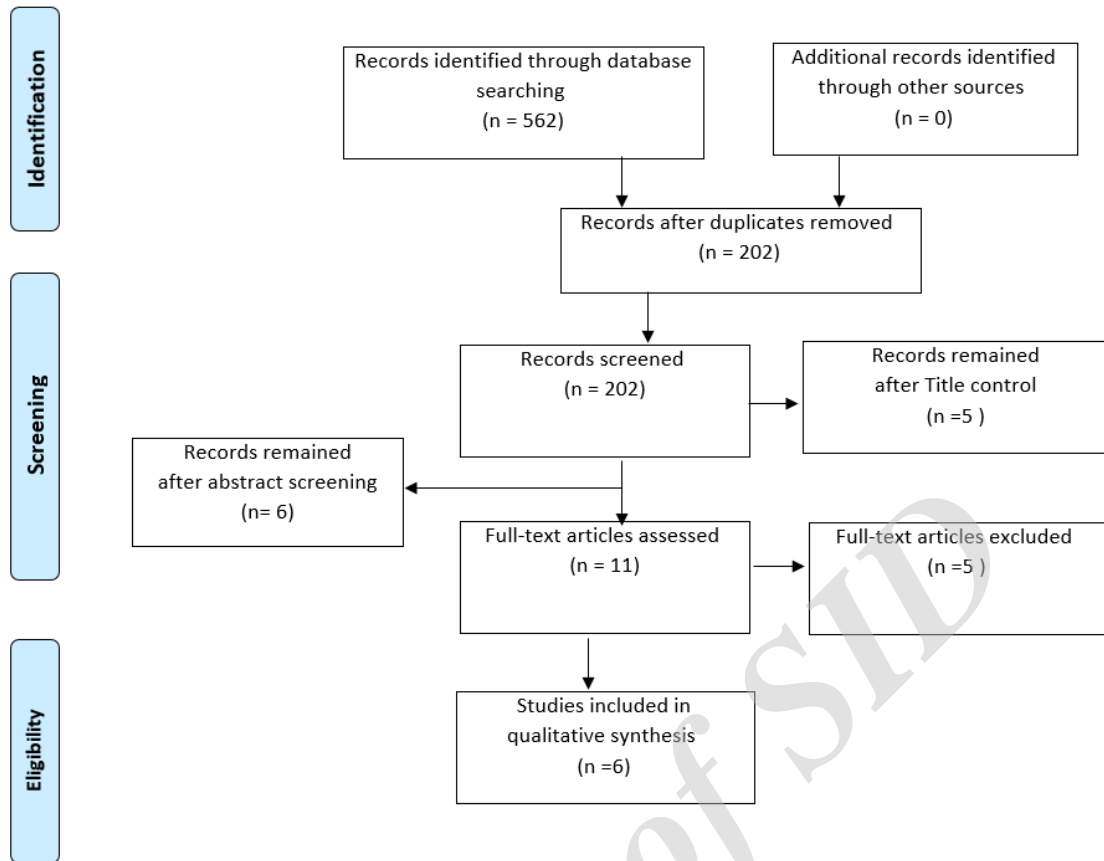 Identification
Records identified through database
searching
(n = 562)
Additional records identified
through other sources
(n = 0)
Records after duplicates removed
(n = 202)
Screening
Records screened
(n = 202)
Records remained
after Title control
(n =5 )
Records remained
after abstract screening
(n= 6)
Full-text articles assessed
(n = 11)
Full-text articles excluded
(n =5 )
Eligibility
Studies included in
qualitative synthesis
(n =6)
of SID